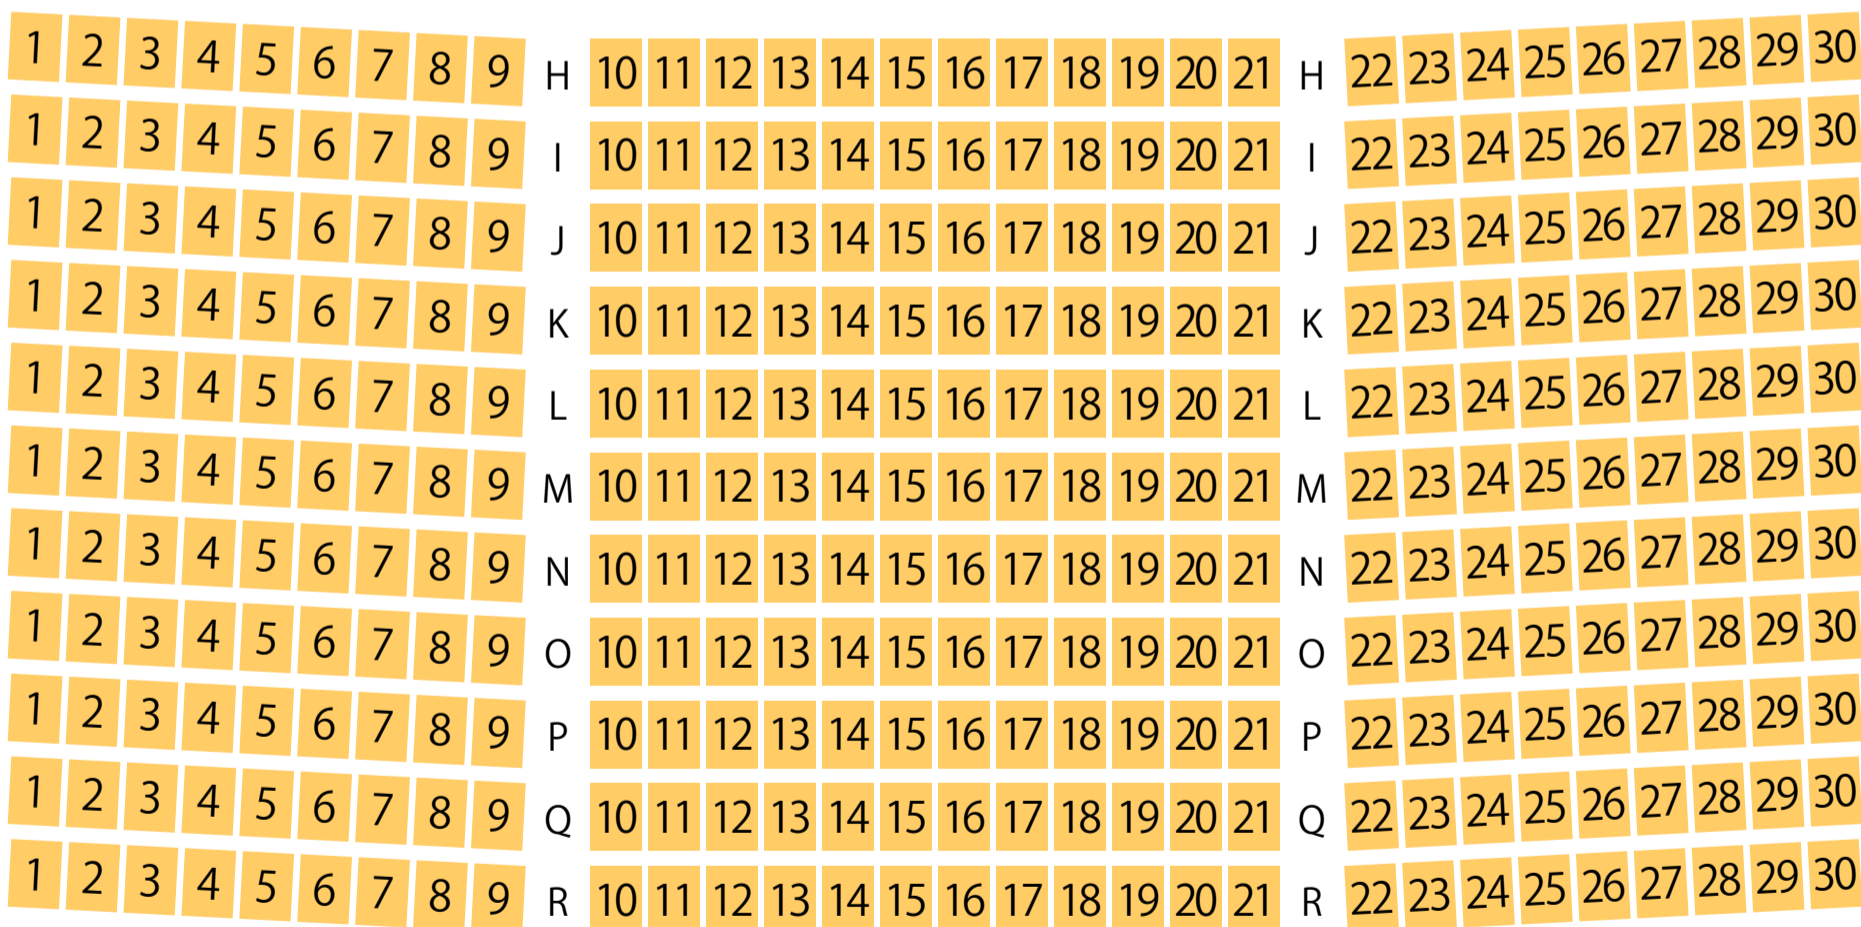 1 2 3 4 5 6 7 8 9 H 10 11 12 13 14 15 16 17 18 19 20 21 H 22 23 24 25 26 27 28 29 30
1 2 3 4 5 6 7 8 9 I 10 11 12 13 14 15 16 17 18 19 20 21 I 22 23 24 25 26 27 28 29 30
1 2 3 4 5 6 7 8 9 J 10 11 12 13 14 15 16 17 18 19 20 21 J 22 23 24 25 26 27 28 29 30
1 2 3 4 5 6 7 8 9 K 10 11 12 13 14 15 16 17 18 19 20 21 K 22 23 24 25 26 27 28 29 30
1 2 3 4 5 6 7 8 9 L 10 11 12 13 14 15 16 17 18 19 20 21 L 22 23 24 25 26 27 28 29 30
1 2 3 4 5 6 7 8 9 M 10 11 12 13 14 15 16 17 18 19 20 21 M 22 23 24 25 26 27 28 29 30
1 2 3 4 5 6 7 8 9 N 10 11 12 13 14 15 16 17 18 19 20 21 N 22 23 24 25 26 27 28 29 30
1 2 3 4 5 6 7 8 9 O 10 11 12 13 14 15 16 17 18 19 20 21 O 22 23 24 25 26 27 28 29 30
1 2 3 4 5 6 7 8 9 P 10 11 12 13 14 15 16 17 18 19 20 21 P 22 23 24 25 26 27 28 29 30
1 2 3 4 5 6 7 8 9 Q 10 11 12 13 14 15 16 17 18 19 20 21 Q 22 23 24 25 26 27 28 29 30
1 2 3 4 5 6 7 8 9 R 10 11 12 13 14 15 16 17 18 19 20 21 R 22 23 24 25 26 27 28 29 30